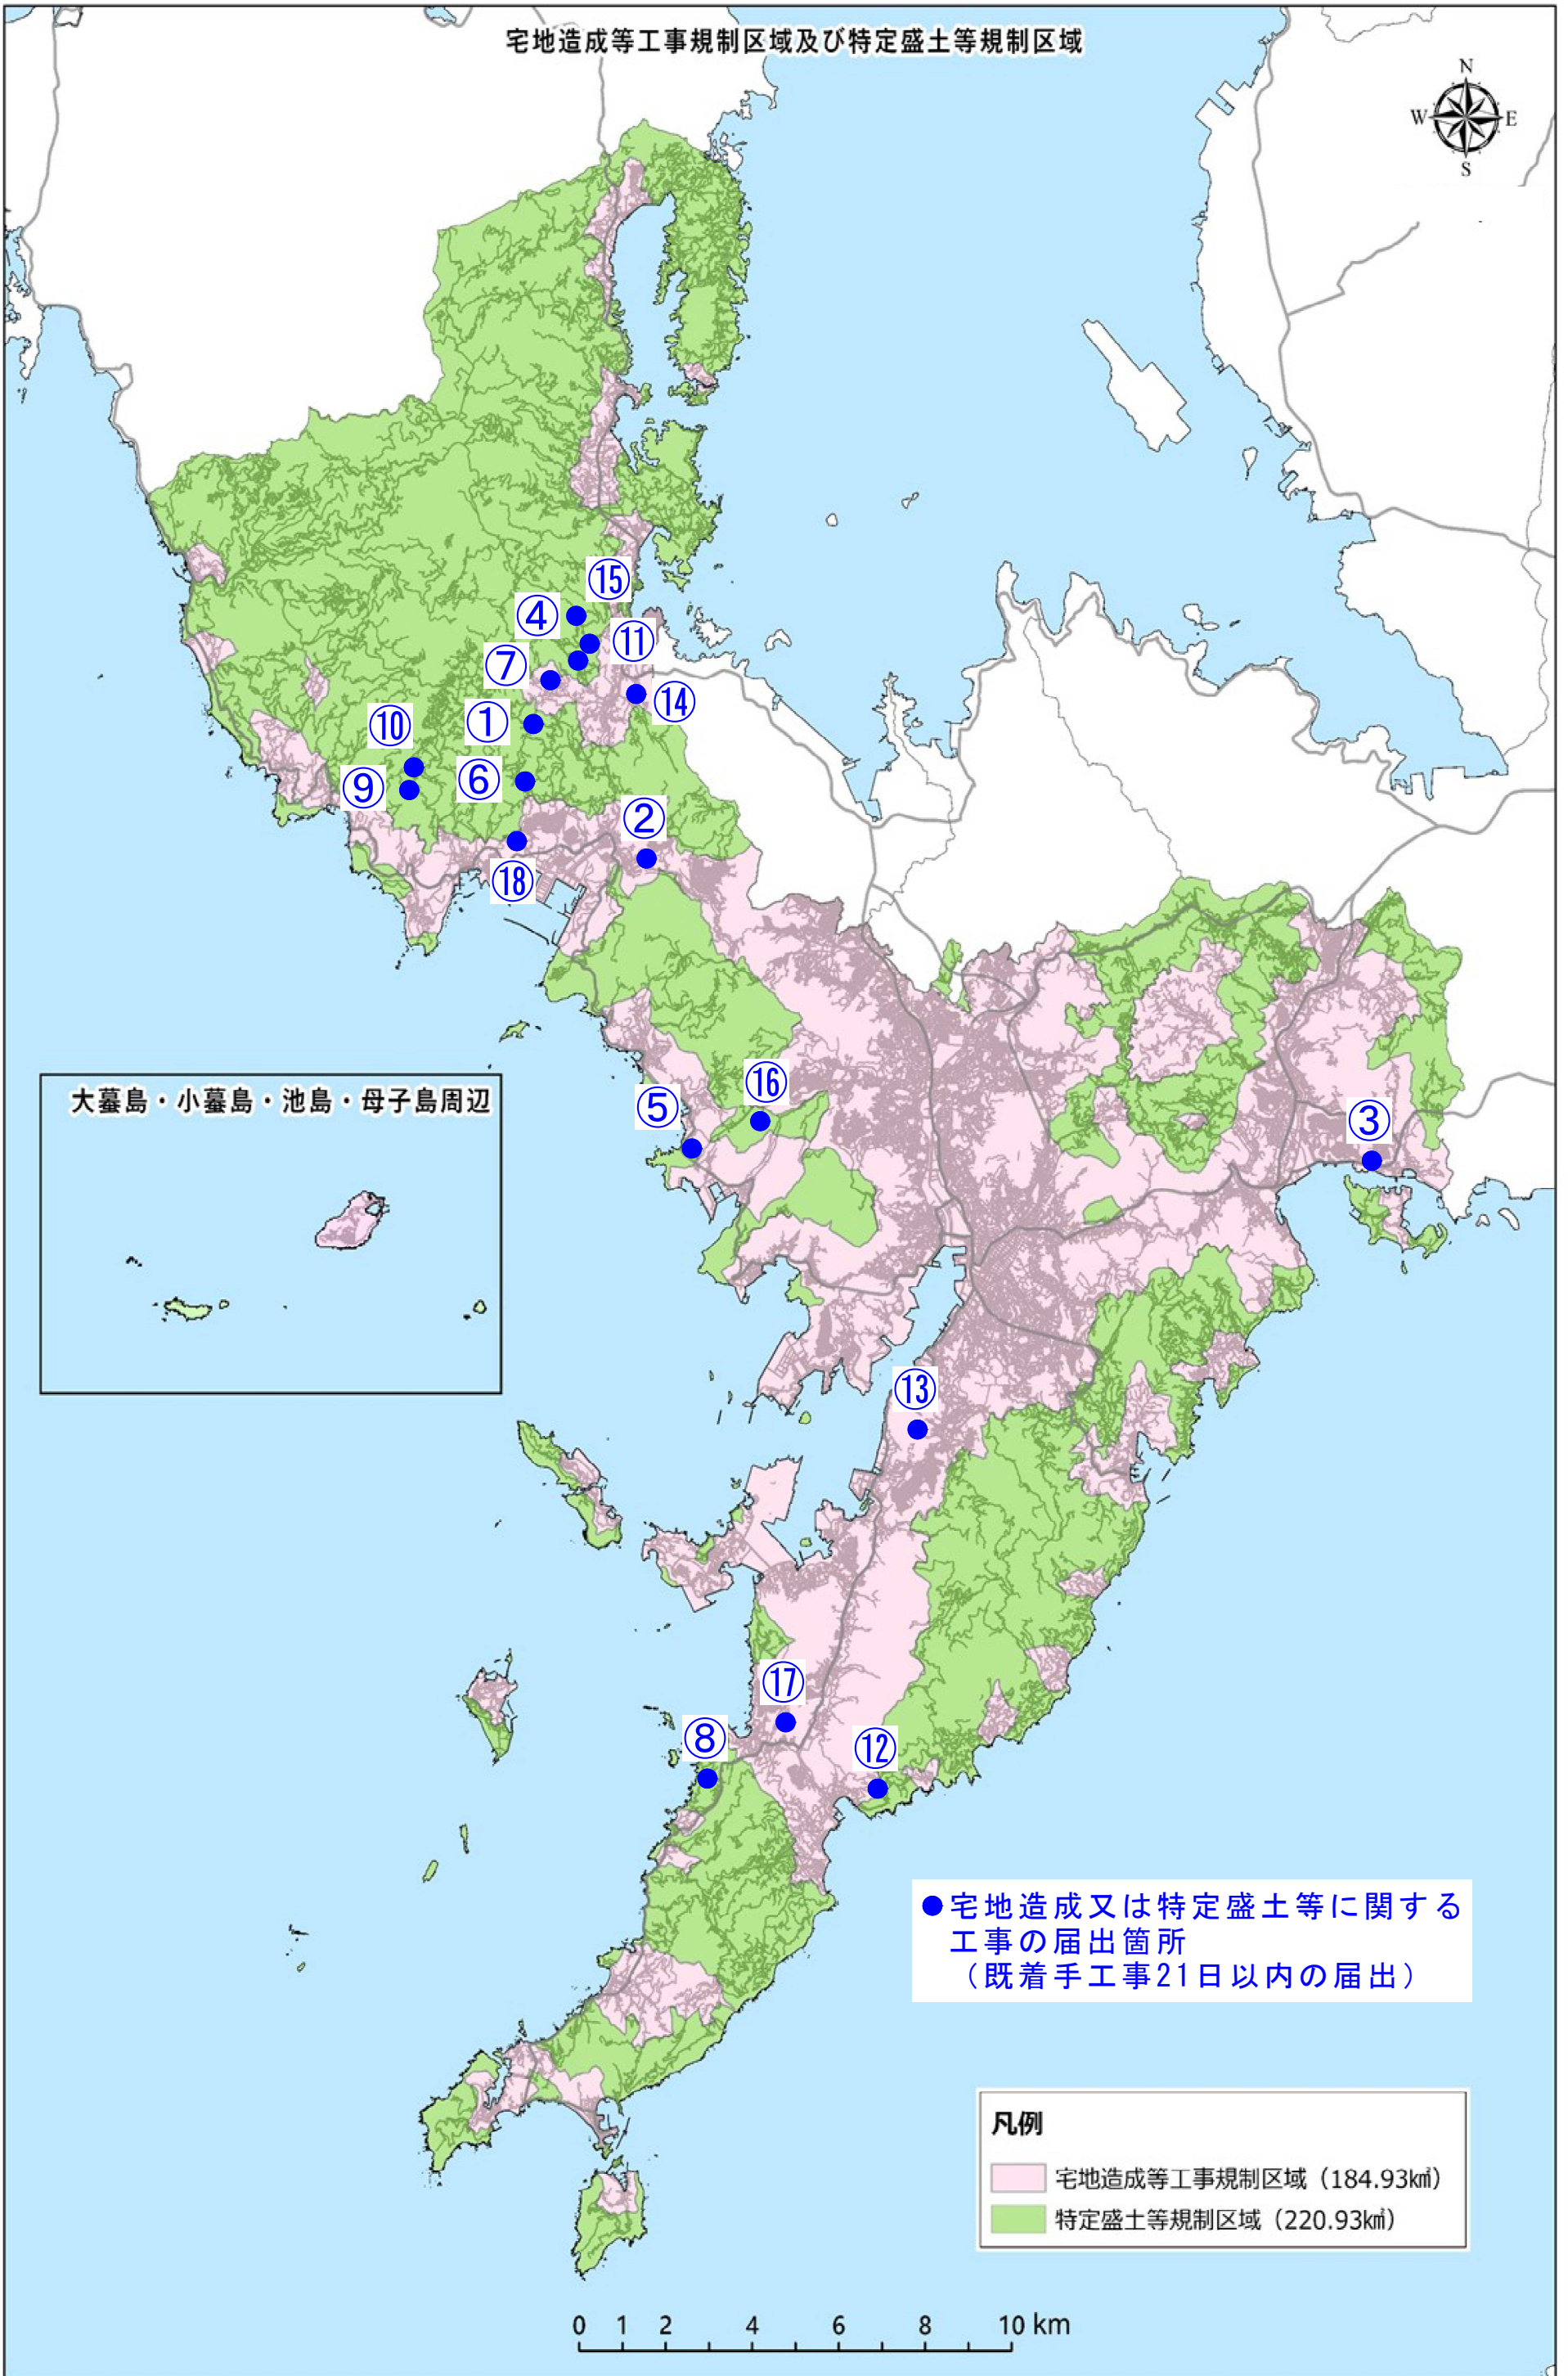 宅地造成等工事規制区域及び特定盛土等規制区域
N
W
E
S
⑮
④
⑪
⑦
⑭
①
⑩
⑥
⑨
②
⑱
⑯
大蟇島・小蟇島・池島・母子島周辺
⑤
③
⑬
⑰
⑧
⑫
●宅地造成又は特定盛土等に関する
工事の届出箇所
（既着手工事21日以内の届出）
凡例
宅地造成等工事規制区域（184.93㎢）
特定盛土等規制区域（220.93㎢）
0 1 2 4 6 8 10 km